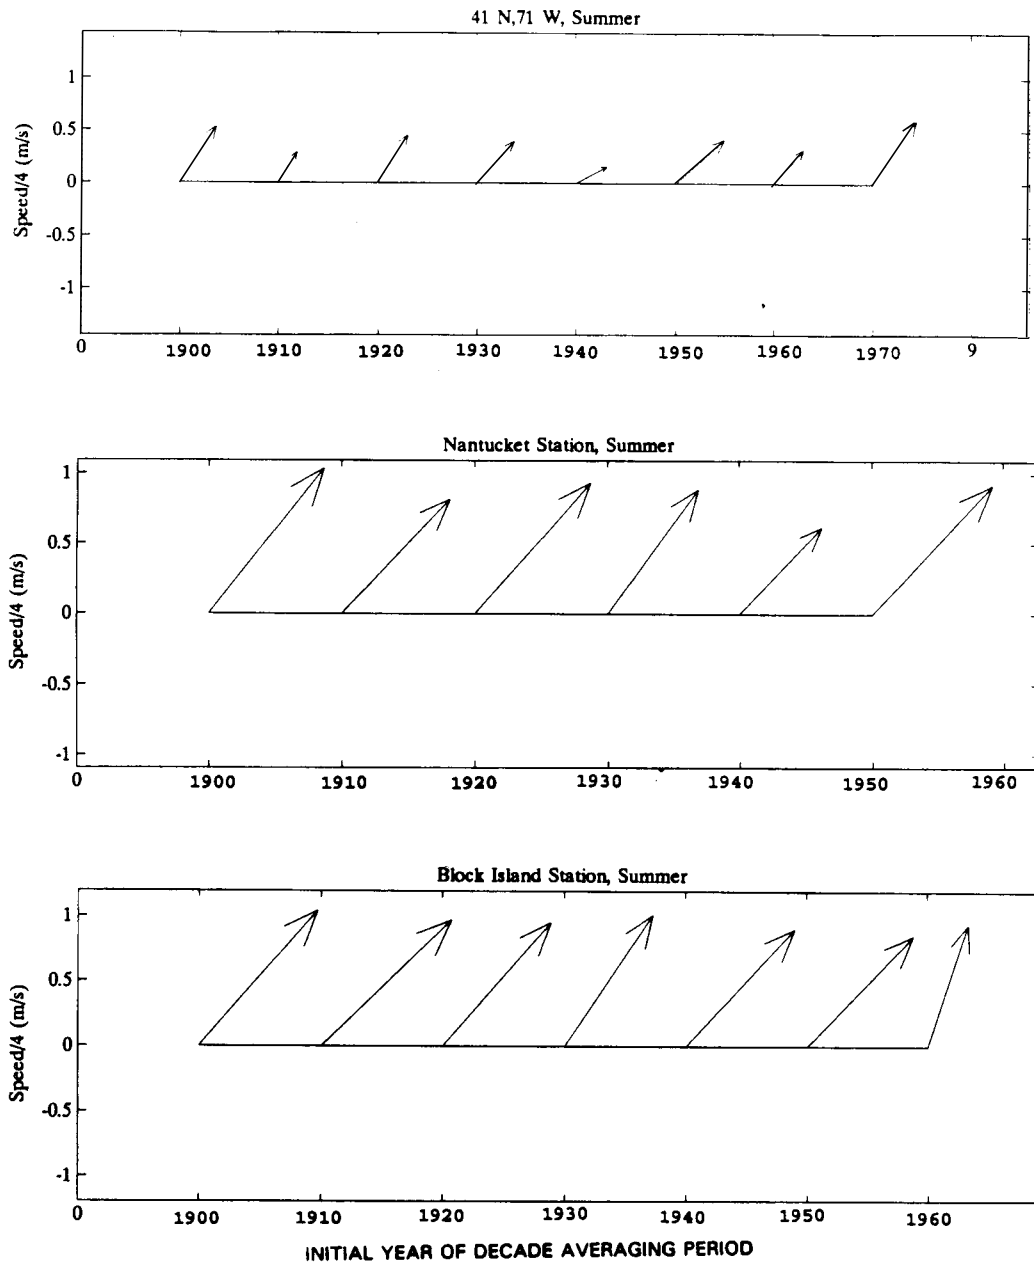 41 N,71 W, Summer
1
0.5
0
-0.5
-1
Speed/4 (m/s)
0 1900 1910 1920 1930 1940 1950 1960 1970 9
Nantucket Station, Summer
1
0.5
0
-0.5
-1
Speed/4 (m/s)
0 1900 1910 1920 1930 1940 1950 1960
Block Island Station, Summer
1
0.5
0
-0.5
-1
Speed/4 (m/s)
0 1900 1910 1920 1930 1940 1950 1960
INITIAL YEAR OF DECADE AVERAGING PERIOD